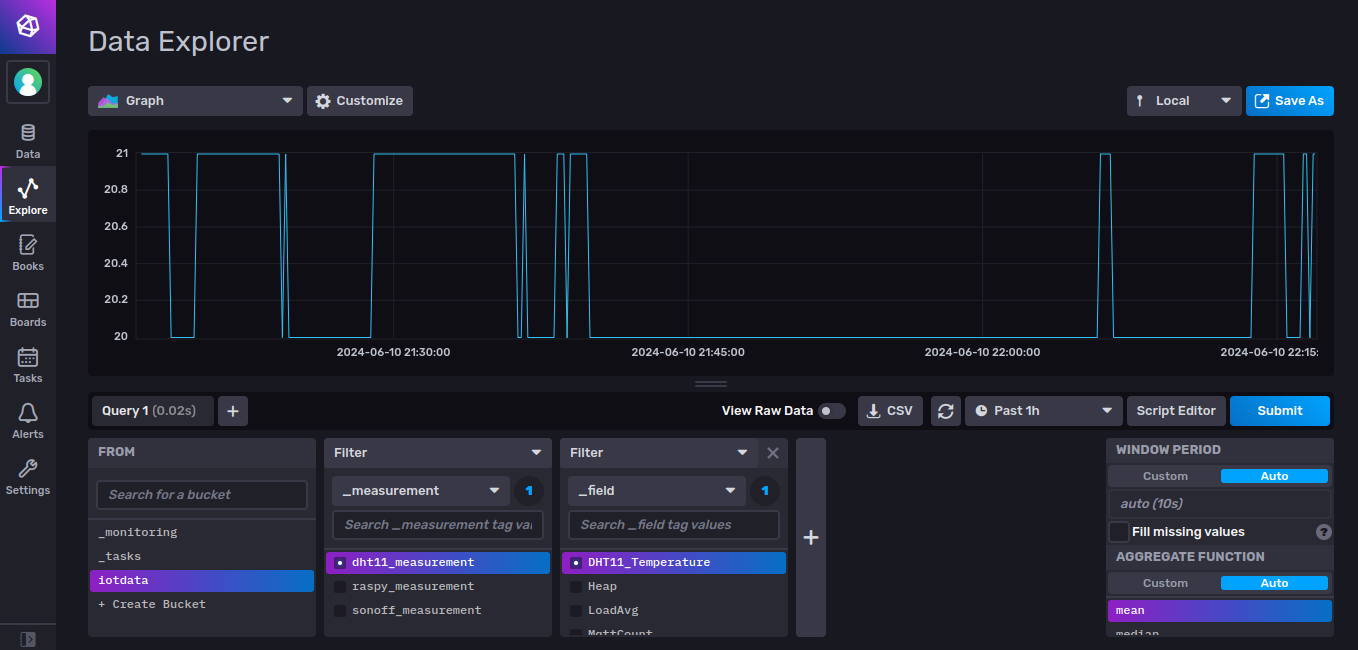 Data Explorer
Graph
Customize
Local
Save As
Data
Explore
Books
Boards
Tasks
Alerts
Settings
21
20.8
20.6
20.4
20.2
20
2024-06-10 21:30:00
2024-06-10 21:45:00
2024-06-10 22:00:00
2024-06-10 22:15:
Query 1 (0.02s)
+
View Raw Data
CSV
Past 1h
Script Editor
Submit
FROM
Search for a bucket
_monitoring
_tasks
iotdata
+ Create Bucket
Filter
_measurement
1
Search _measurement tag val
dht11_measurement
raspy_measurement
sonoff_measurement
Filter
_field
1
Search _field tag values
DHT11_Temperature
Heap
LoadAvg
MqttCount
+
WINDOW PERIOD
Custom
Auto
auto (10s)
Fill missing values
?
AGGREGATE FUNCTION
Custom
Auto
mean
median